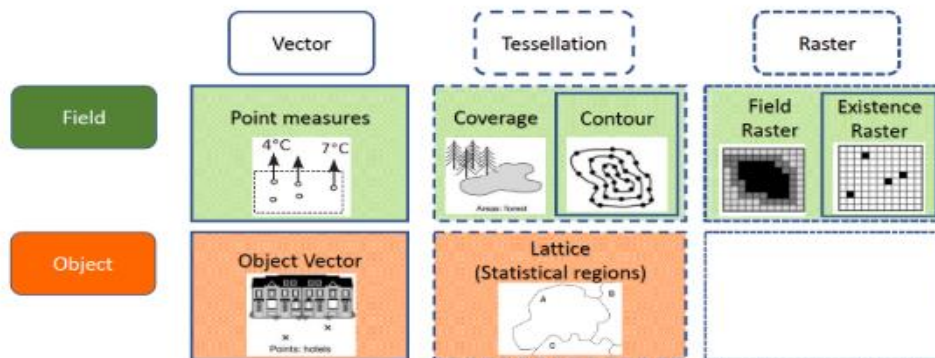 Vector
Tessellation
Raster
Field
Point measures
4°C
7°C
Coverage
Areas: forest
Contour
Field
Raster
Existence
Raster
Object
Object Vector
Points: hotels
Lattice
(Statistical regions)
A
B
C